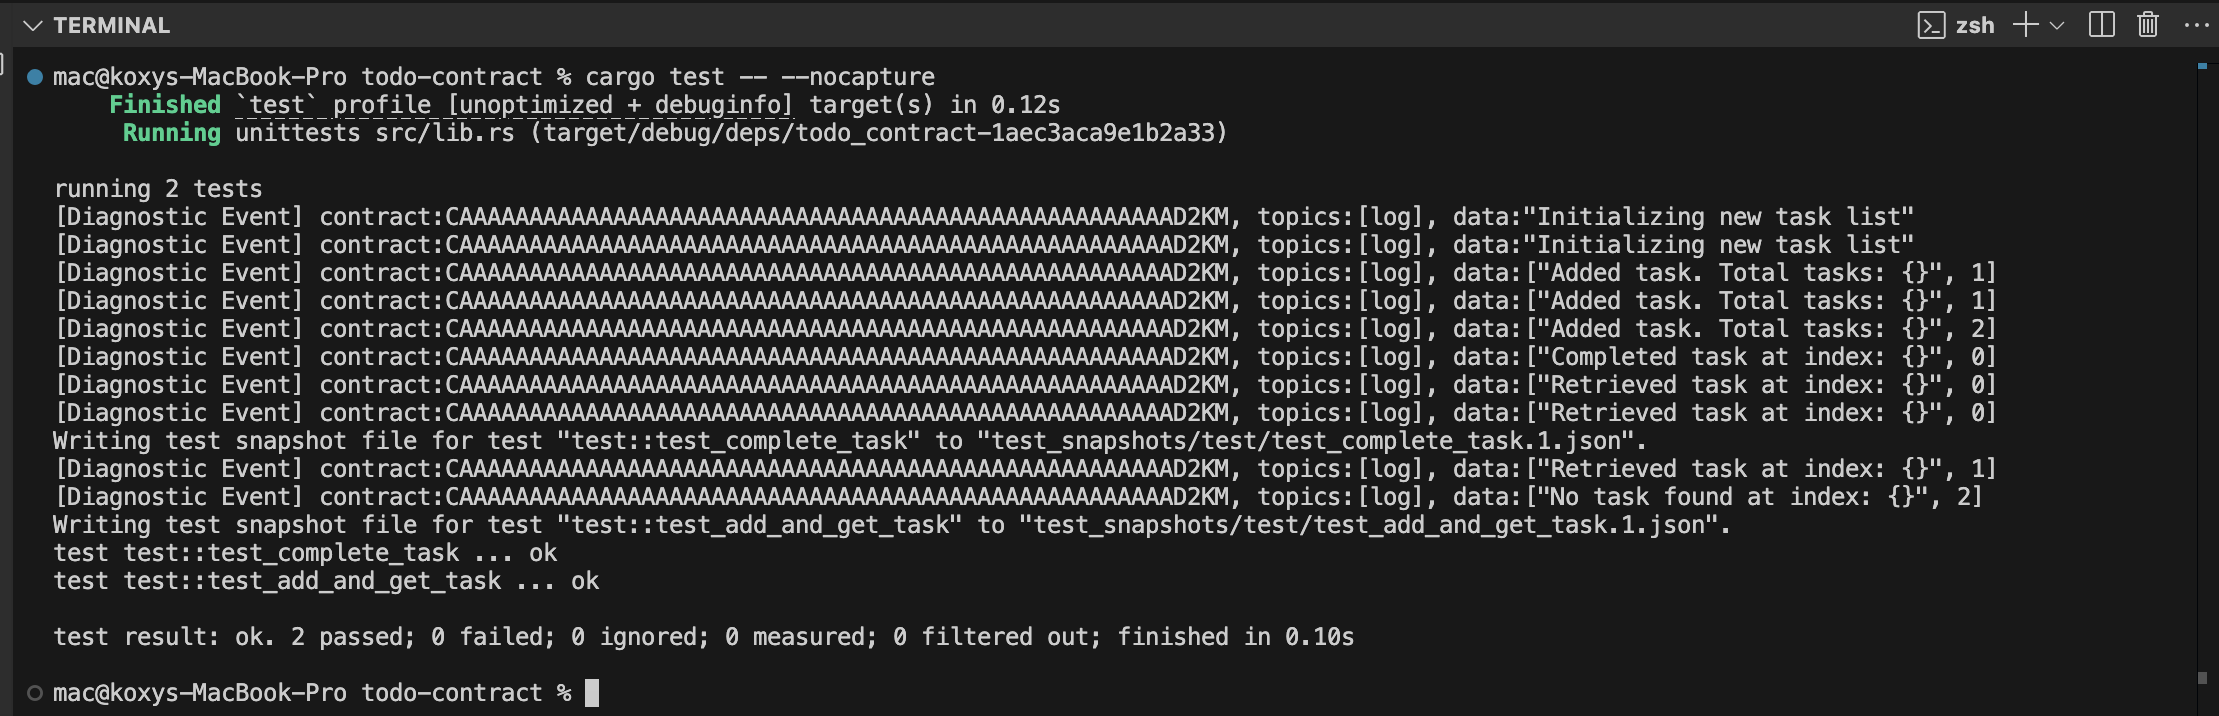 TERMINAL
zsh
mac@koxys-MacBook-Pro todo-contract % cargo test -- --nocapture
Finished `test` profile [unoptimized + debuginfo] target(s) in 0.12s
Running unittests src/lib.rs (target/debug/deps/todo_contract-1aec3aca9e1b2a33)
running 2 tests
[Diagnostic Event] contract:CAAAAAAAAAAAAAAAAAAAAAAAAAAAAAAAAAAAAAAAAAAAAAAAAAAAD2KM, topics:[log], data:"Initializing new task list"
[Diagnostic Event] contract:CAAAAAAAAAAAAAAAAAAAAAAAAAAAAAAAAAAAAAAAAAAAAAAAAAAAD2KM, topics:[log], data:"Initializing new task list"
[Diagnostic Event] contract:CAAAAAAAAAAAAAAAAAAAAAAAAAAAAAAAAAAAAAAAAAAAAAAAAAAAD2KM, topics:[log], data:["Added task. Total tasks: {}", 1]
[Diagnostic Event] contract:CAAAAAAAAAAAAAAAAAAAAAAAAAAAAAAAAAAAAAAAAAAAAAAAAAAAD2KM, topics:[log], data:["Added task. Total tasks: {}", 1]
[Diagnostic Event] contract:CAAAAAAAAAAAAAAAAAAAAAAAAAAAAAAAAAAAAAAAAAAAAAAAAAAAD2KM, topics:[log], data:["Added task. Total tasks: {}", 2]
[Diagnostic Event] contract:CAAAAAAAAAAAAAAAAAAAAAAAAAAAAAAAAAAAAAAAAAAAAAAAAAAAD2KM, topics:[log], data:["Completed task at index: {}", 0]
[Diagnostic Event] contract:CAAAAAAAAAAAAAAAAAAAAAAAAAAAAAAAAAAAAAAAAAAAAAAAAAAAD2KM, topics:[log], data:["Retrieved task at index: {}", 0]
[Diagnostic Event] contract:CAAAAAAAAAAAAAAAAAAAAAAAAAAAAAAAAAAAAAAAAAAAAAAAAAAAD2KM, topics:[log], data:["Retrieved task at index: {}", 0]
Writing test snapshot file for test "test::test_complete_task" to "test_snapshots/test/test_complete_task.1.json".
[Diagnostic Event] contract:CAAAAAAAAAAAAAAAAAAAAAAAAAAAAAAAAAAAAAAAAAAAAAAAAAAAD2KM, topics:[log], data:["Retrieved task at index: {}", 1]
[Diagnostic Event] contract:CAAAAAAAAAAAAAAAAAAAAAAAAAAAAAAAAAAAAAAAAAAAAAAAAAAAD2KM, topics:[log], data:["No task found at index: {}", 2]
Writing test snapshot file for test "test::test_add_and_get_task" to "test_snapshots/test/test_add_and_get_task.1.json".
test test::test_complete_task ... ok
test test::test_add_and_get_task ... ok
test result: ok. 2 passed; 0 failed; 0 ignored; 0 measured; 0 filtered out; finished in 0.10s
mac@koxys-MacBook-Pro todo-contract %